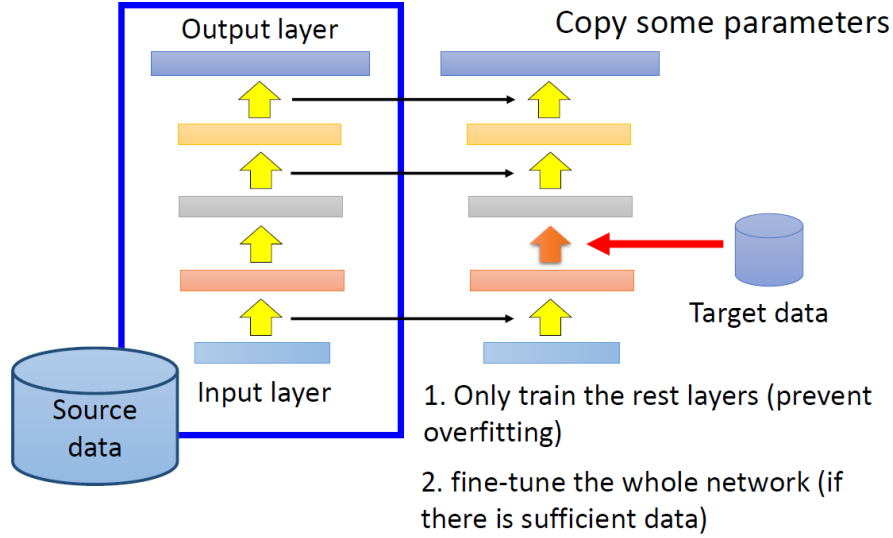 Output layer
Copy some parameters
Target data
Input layer
Source
data
1. Only train the rest layers (prevent
overfitting)
2. fine-tune the whole network (if
there is sufficient data)